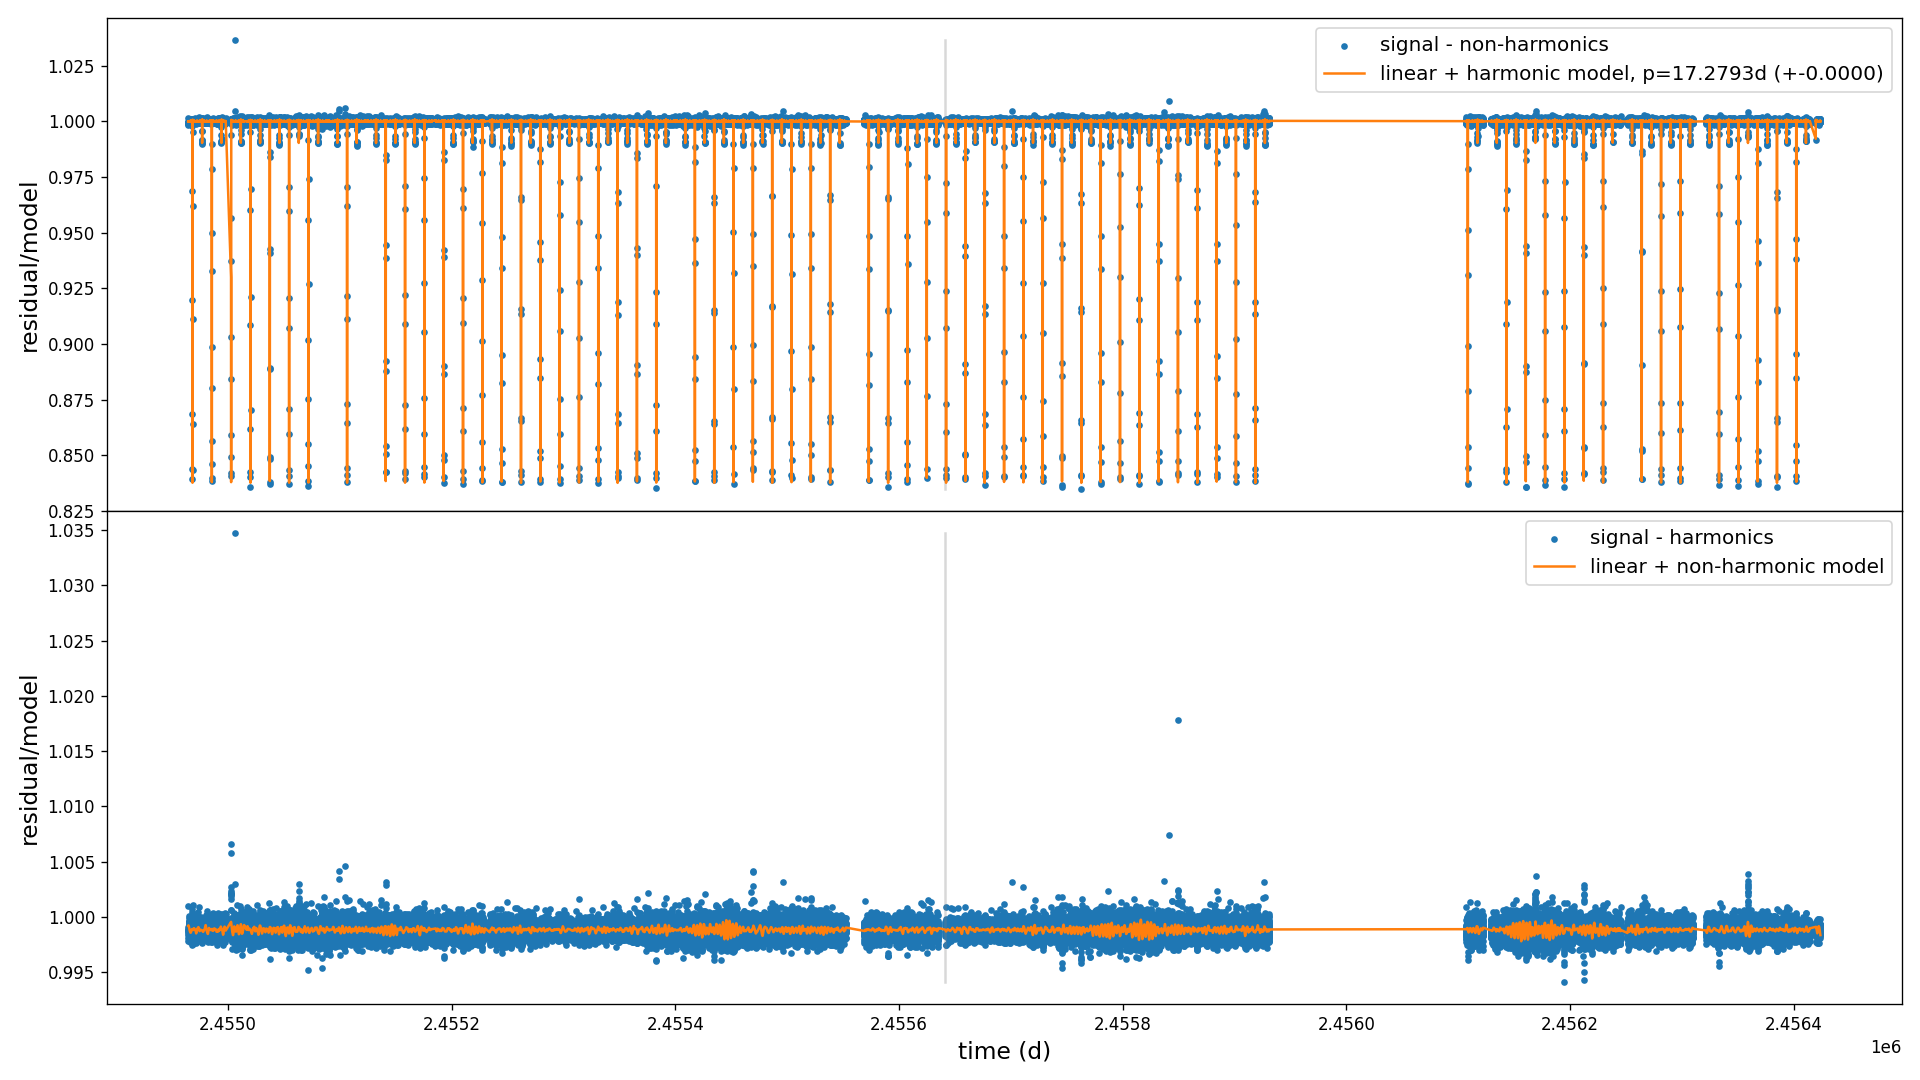 signal - non-harmonics
linear + harmonic model, p=17.2793d (+-0.0000)
1.025
1.000
0.975
0.950
0.925
0.900
0.875
0.850
0.825
residual/model
signal - harmonics
linear + non-harmonic model
1.035
1.030
1.025
1.020
1.015
1.010
1.005
1.000
0.995
residual/model
2.4550 2.4552 2.4554 2.4556 2.4558 2.4560 2.4562 2.4564
1e6
time (d)